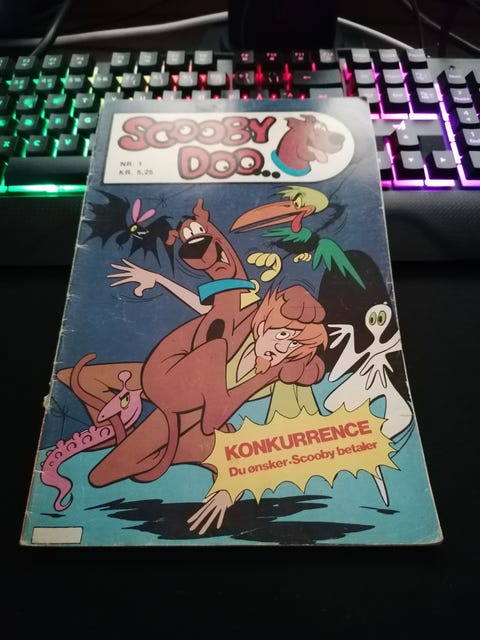 SCOOBY
DOO...
NR. 1
KR. 5,25
KONKURRENCE
Du ønsker·Scooby betaler